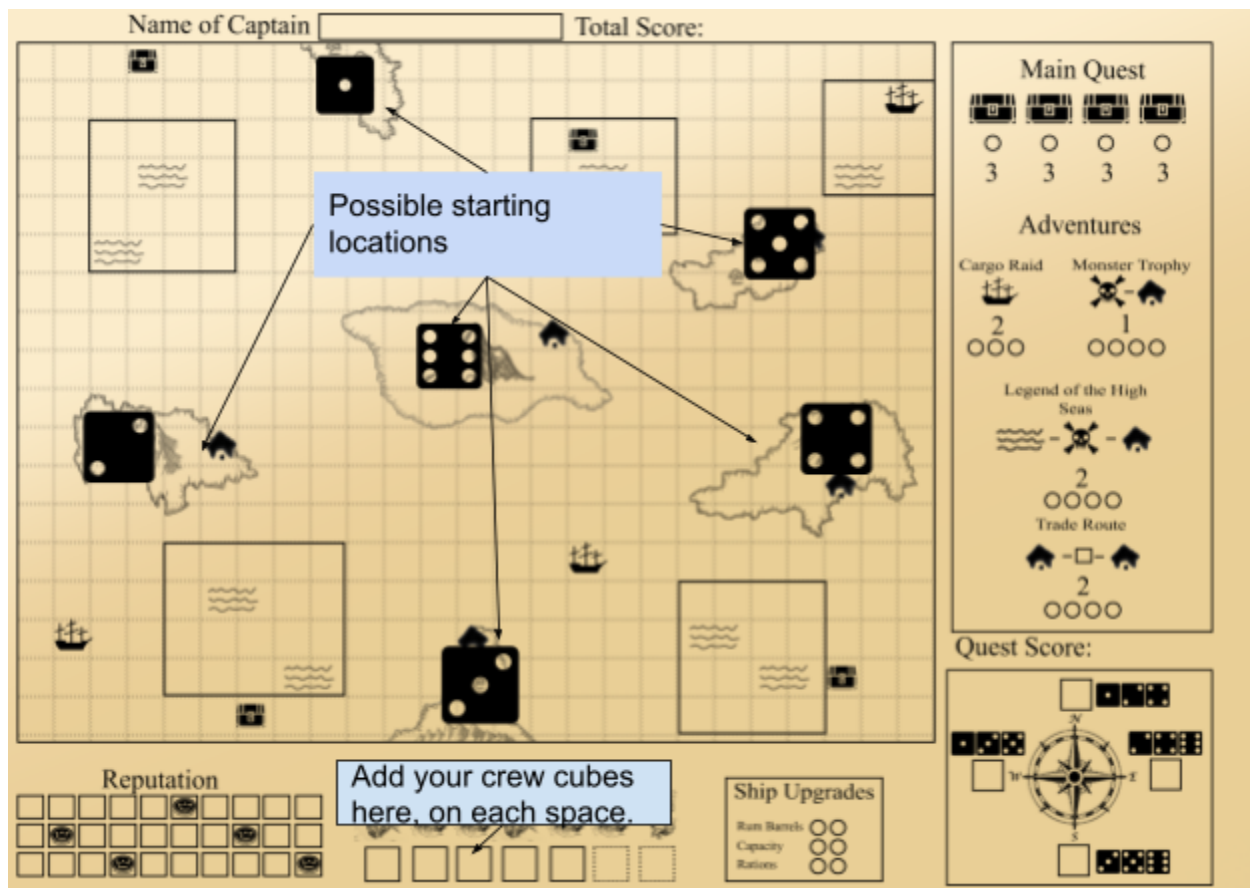 Name of Captain
Total Score:
Possible starting
locations
Main Quest
3 3 3 3
Adventures
Cargo Raid
Monster Trophy
2
1
Legend of the High
Seas
2
Trade Route
2
Quest Score:
N
W
E
S
Reputation
Add your crew cubes
here, on each space.
Ship Upgrades
Rum Barrels
Capacity
Rations